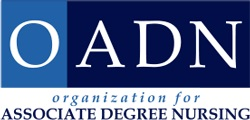 OADN
organization for
ASSOCIATE DEGREE NURSING